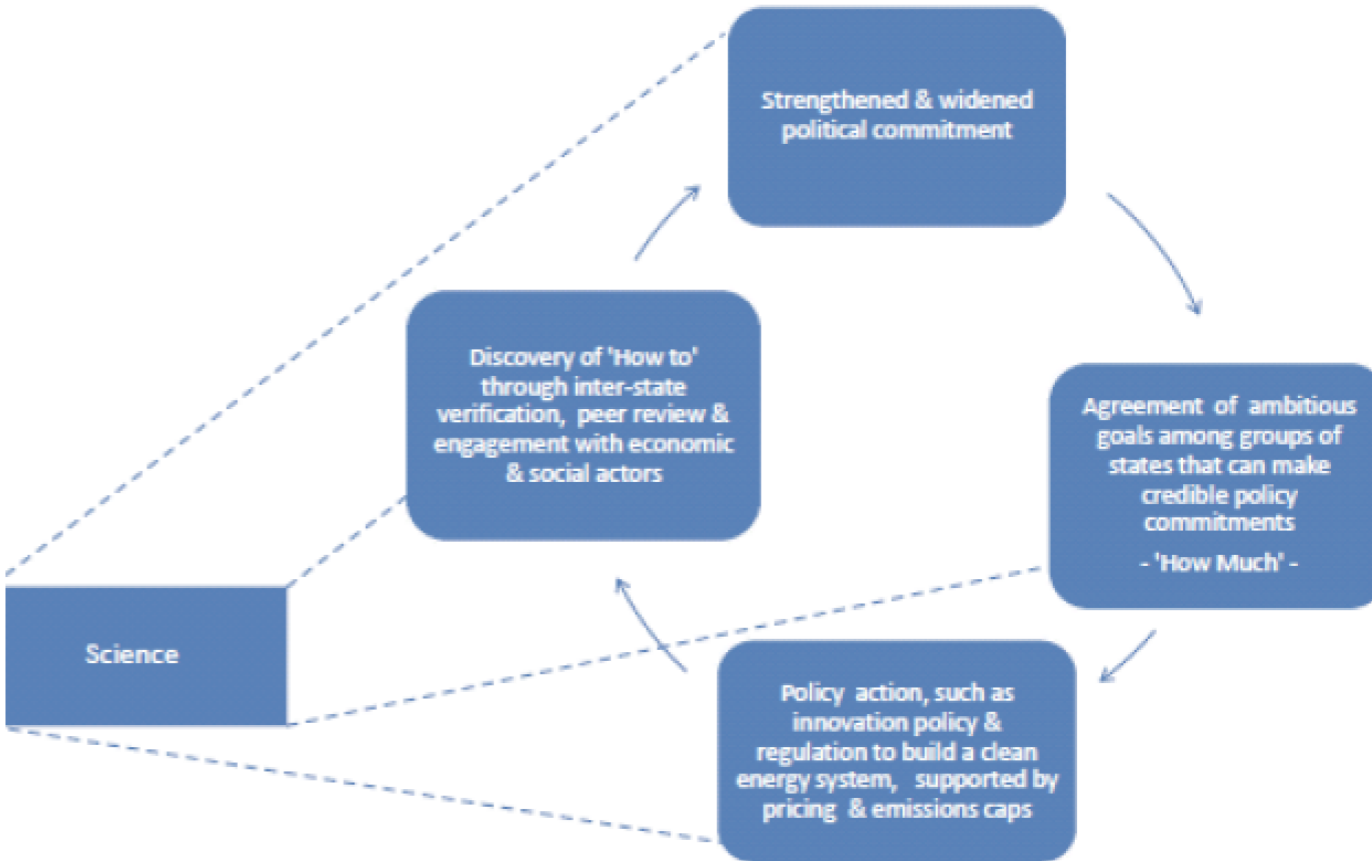 Strengthened & widened
political commitment
Discovery of 'How to'
through inter-state
verification, peer review &
engagement with economic
& social actors
Agreement of ambitious
goals among groups of
states that can make
credible policy
commitments
- 'How Much' -
Science
Policy action, such as
innovation policy &
regulation to build a clean
energy system, supported by
pricing & emissions caps